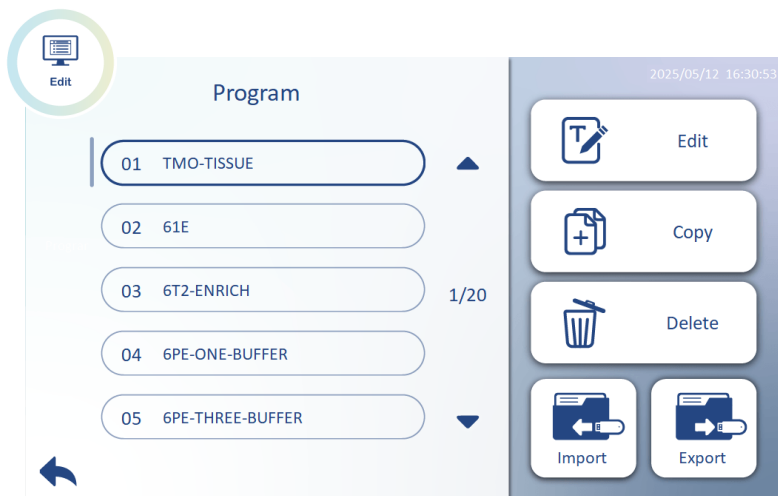 Edit
Program
2025/05/12 16:30:53
01 TMO-TISSUE
02 61E
03 6T2-ENRICH
1/20
04 6PE-ONE-BUFFER
05 6PE-THREE-BUFFER
T
Edit
Copy
Delete
Import
Export